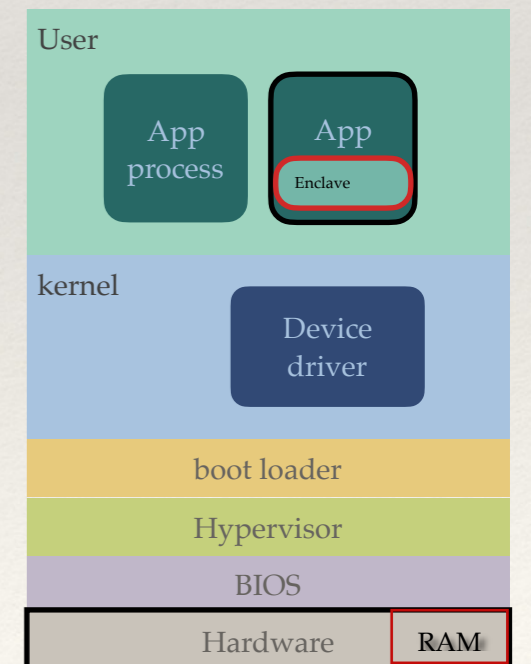 User
App
process
App
Enclave
kernel
Device
driver
boot loader
Hypervisor
BIOS
Hardware
RAM